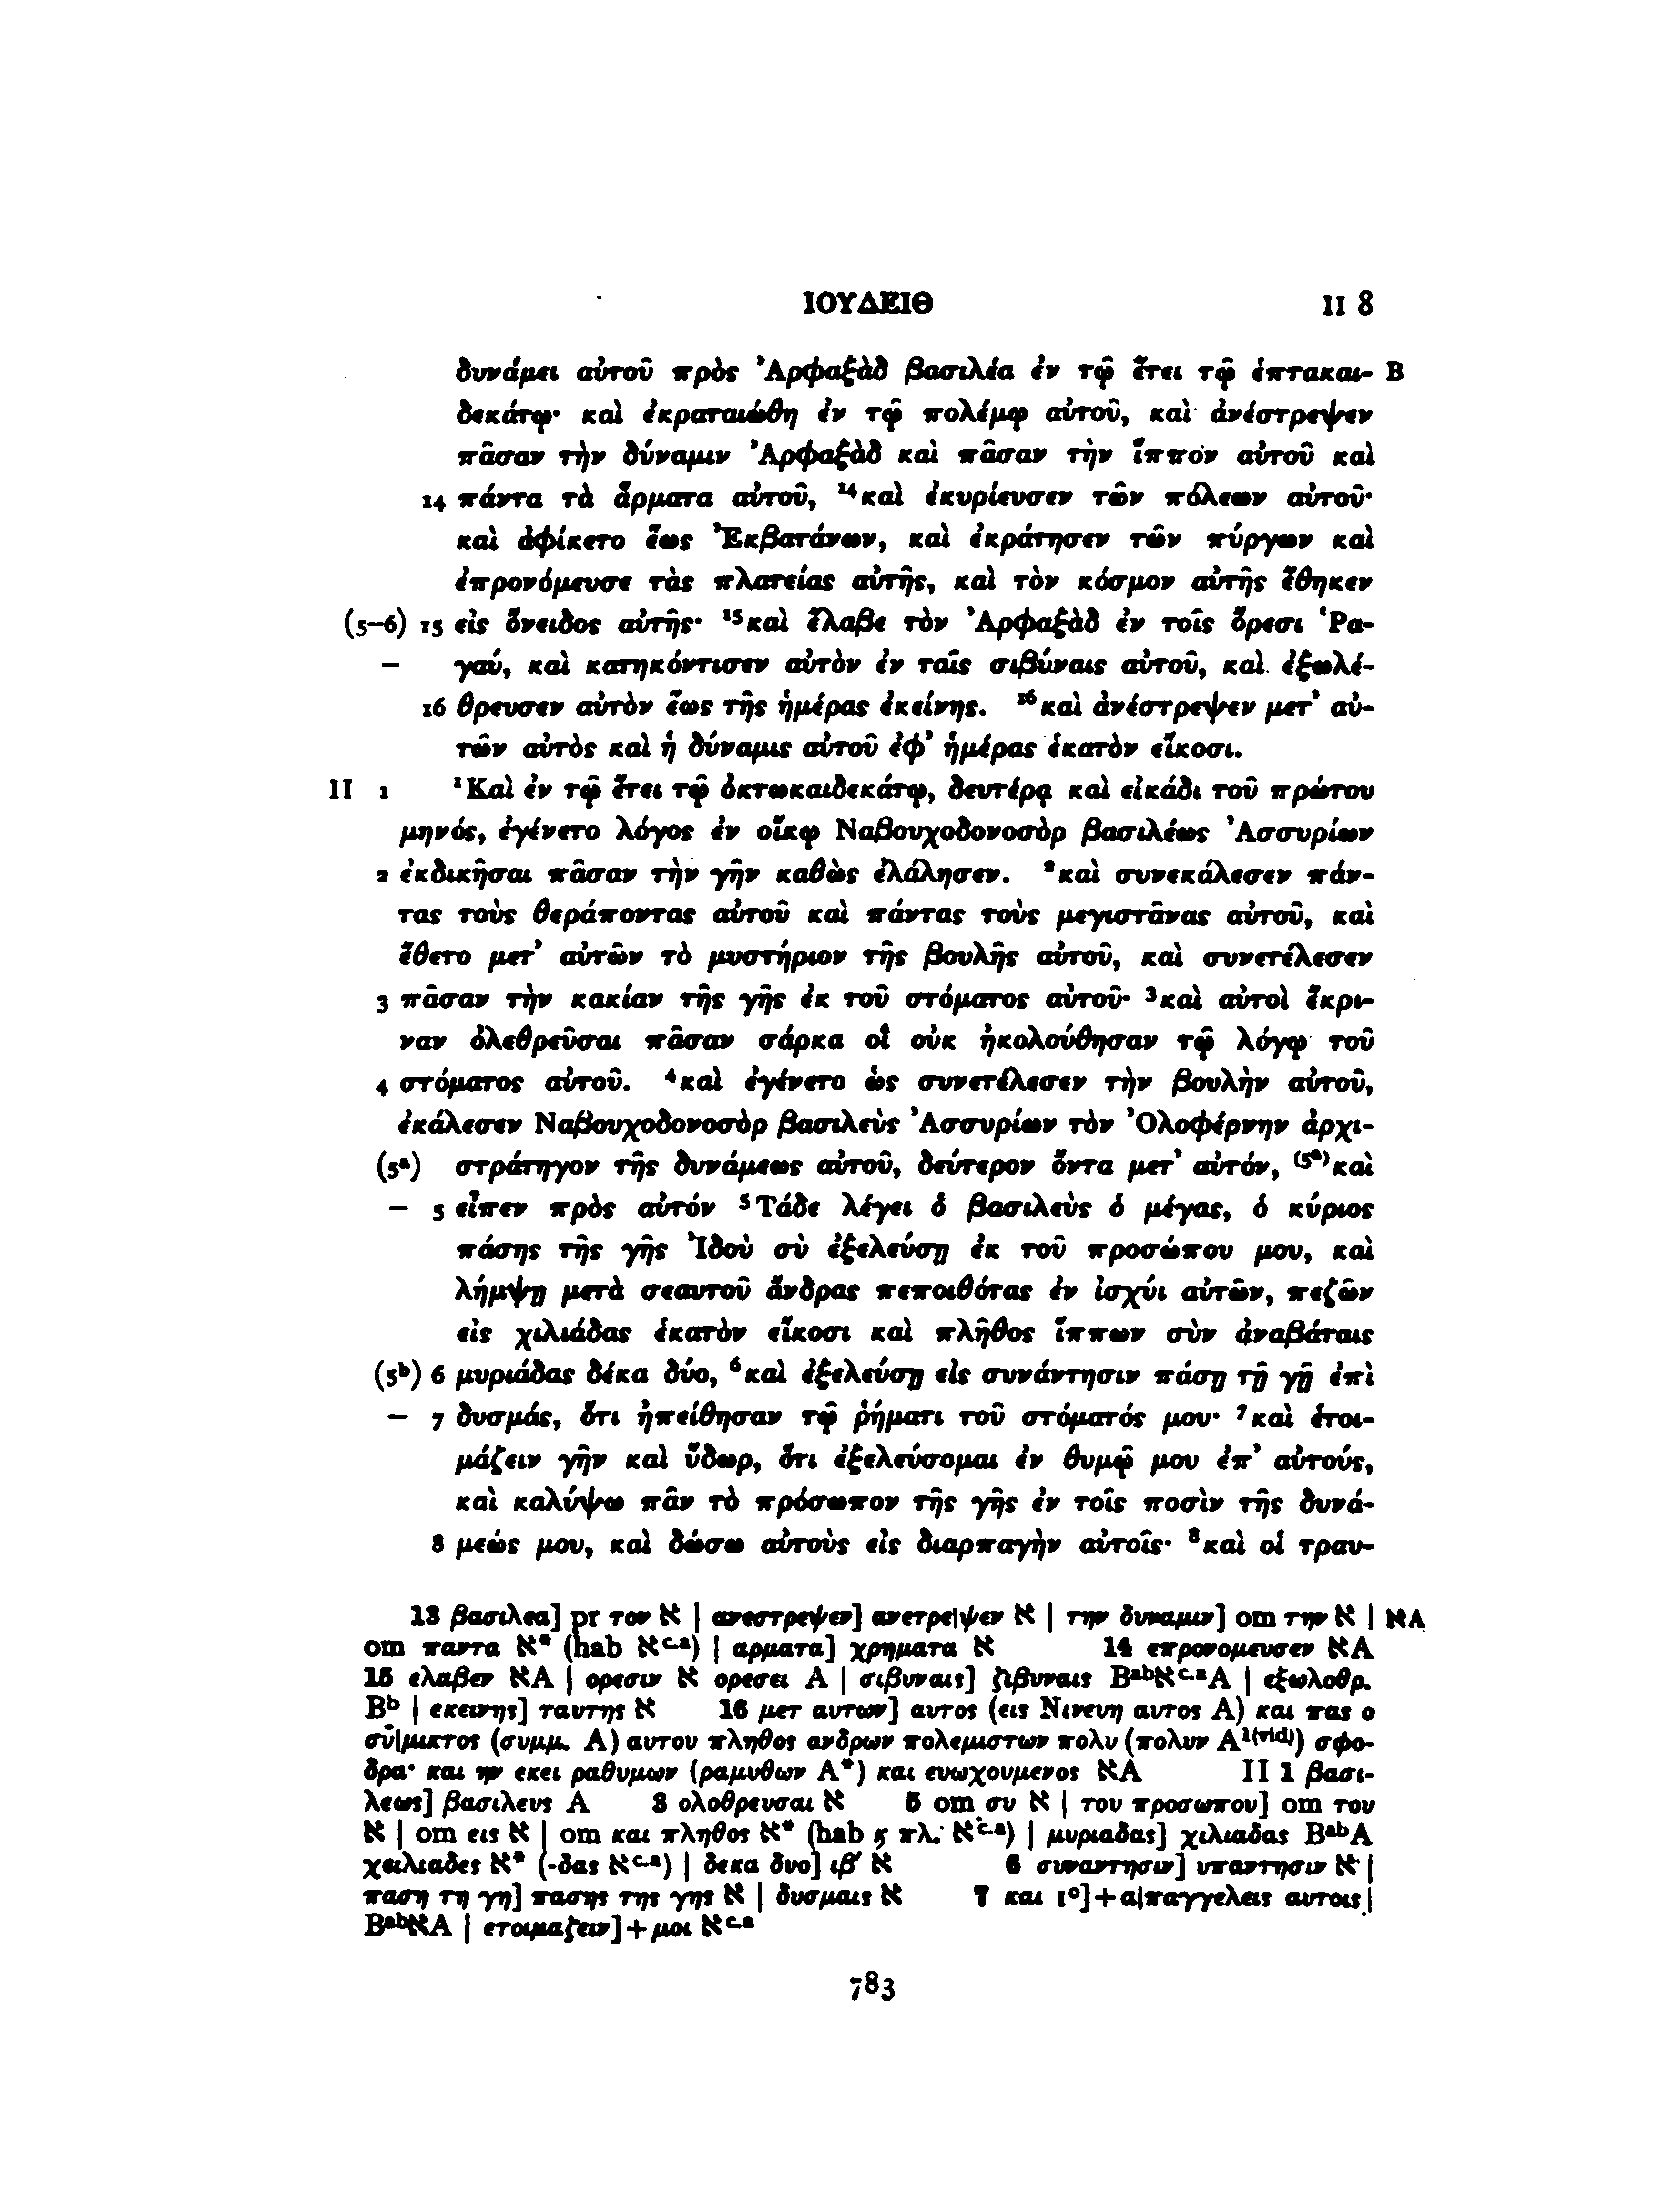 ΙΟΥΔΕΙΘ II 8
δυνάμει αὐτοῦ πρὸς Ἀρφαξὰδ βασιλέα ἐν τῷ ἔτει τῷ ἑπτακαι- B
δεκάτῳ· καὶ ἐκραταιώθη ἐν τῷ πολέμῳ αὐτοῦ, καὶ ἀνέστρεψεν
πᾶσαν τὴν δύναμιν Ἀρφαξὰδ καὶ πᾶσαν τὴν ἵππον αὐτοῦ καὶ
14 πάντα τὰ ἅρματα αὐτοῦ, ¹⁴καὶ ἐκυρίευσεν τῶν πόλεων αὐτοῦ·
καὶ ἀφίκετο ἕως Ἐκβατάνων, καὶ ἐκράτησεν τῶν πύργων καὶ
ἐπρονόμευσε τὰς πλατείας αὐτῆς, καὶ τὸν κόσμον αὐτῆς ἔθηκεν
(5–6) 15 εἰς ὄνειδος αὐτῆς· ¹⁵καὶ ἔλαβε τὸν Ἀρφαξὰδ ἐν τοῖς ὄρεσι Ῥα-
— γαύ, καὶ κατηκόντισεν αὐτὸν ἐν ταῖς σιβύναις αὐτοῦ, καὶ ἐξωλέ-
16 θρευσεν αὐτὸν ἕως τῆς ἡμέρας ἐκείνης. ¹⁶καὶ ἀνέστρεψεν μετ’ αὐ-
τῶν αὐτὸς καὶ ἡ δύναμις αὐτοῦ ἐφ’ ἡμέρας ἑκατὸν εἴκοσι.
II 1 ¹Καὶ ἐν τῷ ἔτει τῷ ὀκτωκαιδεκάτῳ, δευτέρᾳ καὶ εἰκάδι τοῦ πρώτου
μηνός, ἐγένετο λόγος ἐν οἴκῳ Ναβουχοδονοσὸρ βασιλέως Ἀσσυρίων
2 ἐκδικῆσαι πᾶσαν τὴν γῆν καθὼς ἐλάλησεν. ²καὶ συνεκάλεσεν πάν-
τας τοὺς θεράποντας αὐτοῦ καὶ πάντας τοὺς μεγιστᾶνας αὐτοῦ, καὶ
ἔθετο μετ’ αὐτῶν τὸ μυστήριον τῆς βουλῆς αὐτοῦ, καὶ συνετέλεσεν
3 πᾶσαν τὴν κακίαν τῆς γῆς ἐκ τοῦ στόματος αὐτοῦ· ³καὶ αὐτοὶ ἔκρι-
ναν ὀλεθρεῦσαι πᾶσαν σάρκα οἳ οὐκ ἠκολούθησαν τῷ λόγῳ τοῦ
4 στόματος αὐτοῦ. ⁴καὶ ἐγένετο ὡς συνετέλεσεν τὴν βουλὴν αὐτοῦ,
ἐκάλεσεν Ναβουχοδονοσὸρ βασιλεὺς Ἀσσυρίων τὸν Ὀλοφέρνην ἀρχι-
(5ᵃ) στράτηγον τῆς δυνάμεως αὐτοῦ, δεύτερον ὄντα μετ’ αὐτόν, ⁽⁵ᵃ⁾καὶ
— 5 εἶπεν πρὸς αὐτόν ⁵Τάδε λέγει ὁ βασιλεὺς ὁ μέγας, ὁ κύριος
πάσης τῆς γῆς Ἰδοὺ σὺ ἐξελεύσῃ ἐκ τοῦ προσώπου μου, καὶ
λήμψῃ μετὰ σεαυτοῦ ἄνδρας πεποιθότας ἐν ἰσχύι αὐτῶν, πεζῶν
εἰς χιλιάδας ἑκατὸν εἴκοσι καὶ πλῆθος ἵππων σὺν ἀναβάταις
(5ᵇ) 6 μυριάδας δέκα δύο, ⁶καὶ ἐξελεύσῃ εἰς συνάντησιν πάσῃ τῇ γῇ ἐπὶ
— 7 δυσμάς, ὅτι ἠπείθησαν τῷ ῥήματι τοῦ στόματός μου· ⁷καὶ ἑτοι-
μάζειν γῆν καὶ ὕδωρ, ὅτι ἐξελεύσομαι ἐν θυμῷ μου ἐπ’ αὐτούς,
καὶ καλύψω πᾶν τὸ πρόσωπον τῆς γῆς ἐν τοῖς ποσὶν τῆς δυνά-
8 μεώς μου, καὶ δώσω αὐτοὺς εἰς διαρπαγὴν αὐτοῖς· ⁸καὶ οἱ τραυ-
13 βασιλεα] pr τον א | ανεστρεψεν] ανετρε|ψεν א | την δυναμιν] om την א | אA
om παντα א* (hab אᶜ·ᵃ) | αρματα] χρηματα א 14 επρονομευσεν אA
15 ελαβεν אA | ορεσιν א ορεσει A | σιβυναις] ζιβυναις Bᵃᵇאᶜ·ᵃA | εξωλοθρ.
Bᵇ | εκεινης] ταυτης א 16 μετ αυτων] αυτος (εις Νινευη αυτος A) και πας ο
σῡ|μικτος (συμμ. A) αυτου πληθος ανδρων πολεμιστων πολυ (πολυν A¹⁽ᵛⁱᵈ⁾) σφο-
δρα· και ην εκει ραθυμων (ραμυθων A*) και ευωχουμενος אA II 1 βασι-
λεως] βασιλευς A 3 ολοθρευσαι א 5 om συ א | του προσωπου] om του
א | om εις א | om και πληθος א* (hab ϗ πλ. אᶜ·ᵃ) | μυριαδας] χιλιαδας BᵃᵇA
χειλιαδες א* (-δας אᶜ·ᵃ) | δεκα δυο] ιβʹ א 6 συναντησιν] υπαντησιν א |
παση τη γη] πασης της γης א | δυσμαις א 7 και 1°]+α|παγγελεις αυτοις |
BᵃᵇאA | ετοιμαζειν]+μοι אᶜ·ᵃ
783